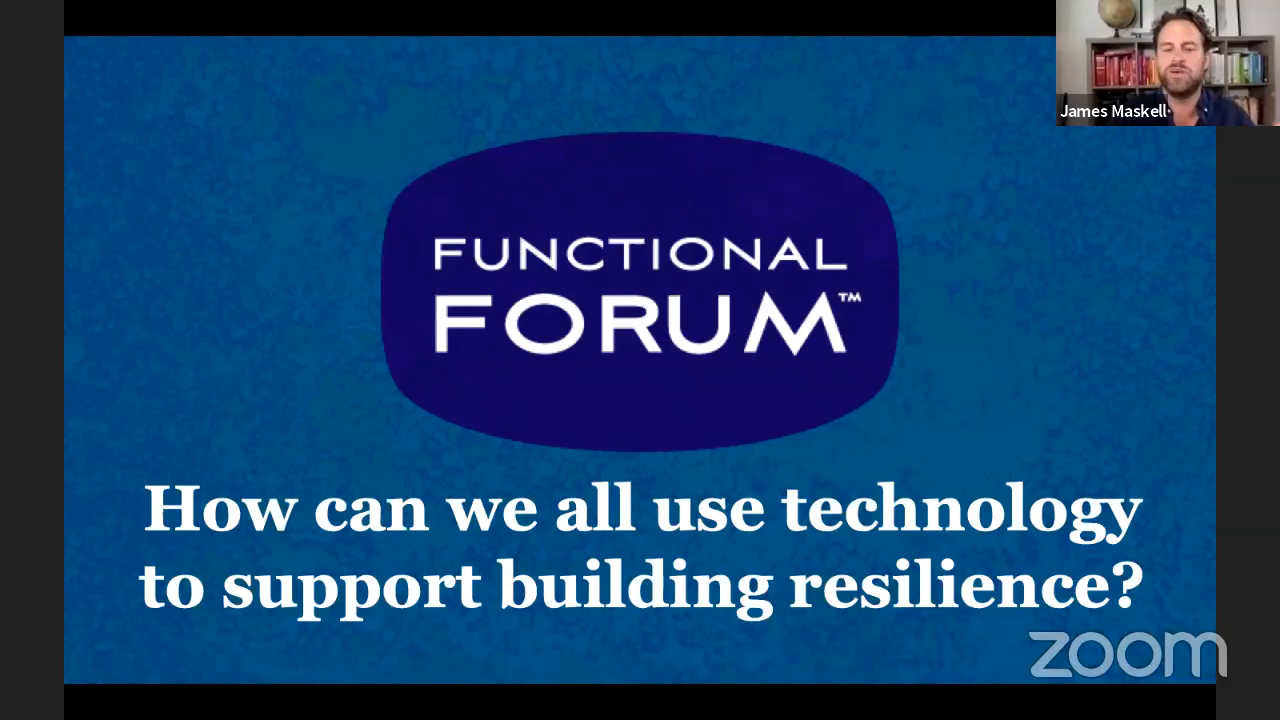 James Maskell
FUNCTIONAL
FORUM™
How can we all use technology
to support building resilience?
zoom